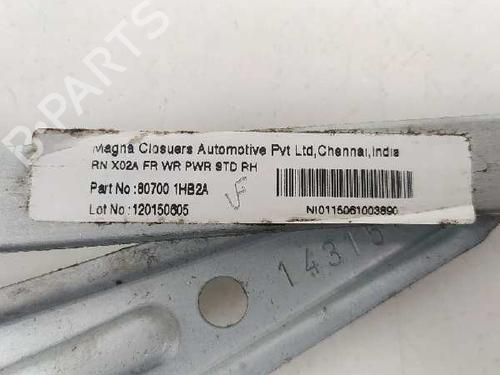 B-PARTS
Magna Closuers Automotive Pvt Ltd,Chennai,India
RN X02A FR WR PWR STD RH
Part No :80700 1HB2A
Lot No :120150605
NI0115061003890
14315